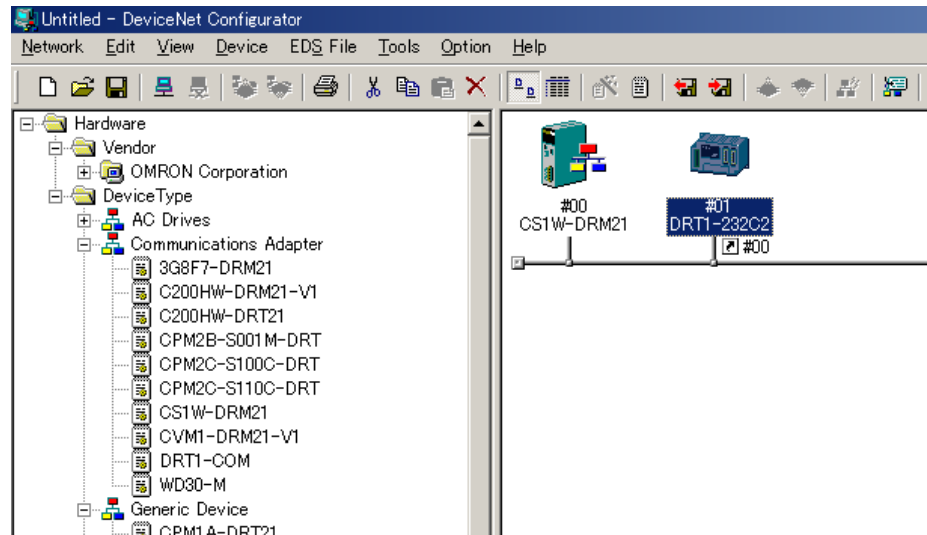 Untitled - DeviceNet Configurator
Network Edit View Device EDS File Tools Option Help
Hardware
Vendor
OMRON Corporation
DeviceType
AC Drives
Communications Adapter
3G8F7-DRM21
C200HW-DRM21-V1
C200HW-DRT21
CPM2B-S001M-DRT
CPM2C-S100C-DRT
CPM2C-S110C-DRT
CS1W-DRM21
CVM1-DRM21-V1
DRT1-COM
WD30-M
Generic Device
CPM1A-DRT21
#00
CS1W-DRM21
#01
DRT1-232C2
#00